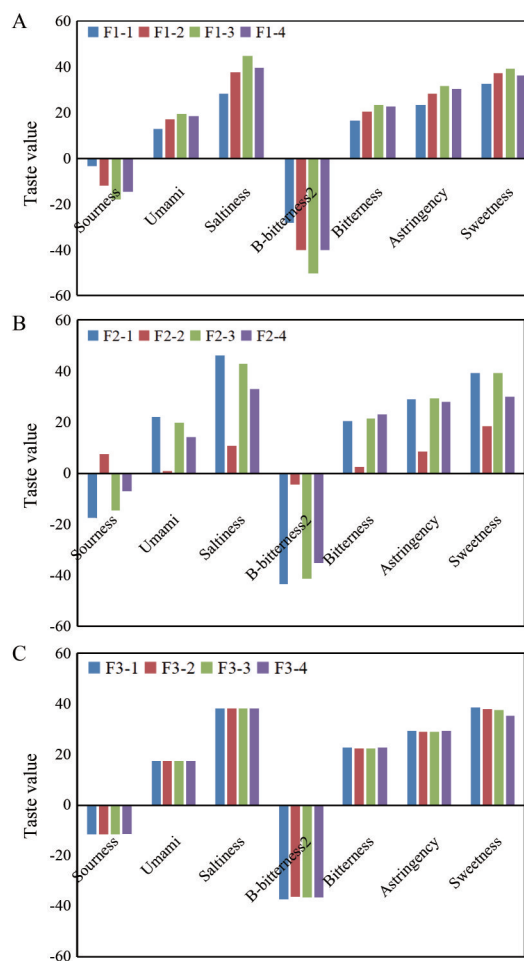 A
F1-1 F1-2 F1-3 F1-4
60
40
20
0
-20
-40
-60
Taste value
Sourness
Umami
Saltiness
B-bitterness2
Bitterness
Astringency
Sweetness
B
F2-1 F2-2 F2-3 F2-4
60
40
20
0
-20
-40
-60
Taste value
Sourness
Umami
Saltiness
B-bitterness2
Bitterness
Astringency
Sweetness
C
F3-1 F3-2 F3-3 F3-4
60
40
20
0
-20
-40
-60
Taste value
Sourness
Umami
Saltiness
B-bitterness2
Bitterness
Astringency
Sweetness